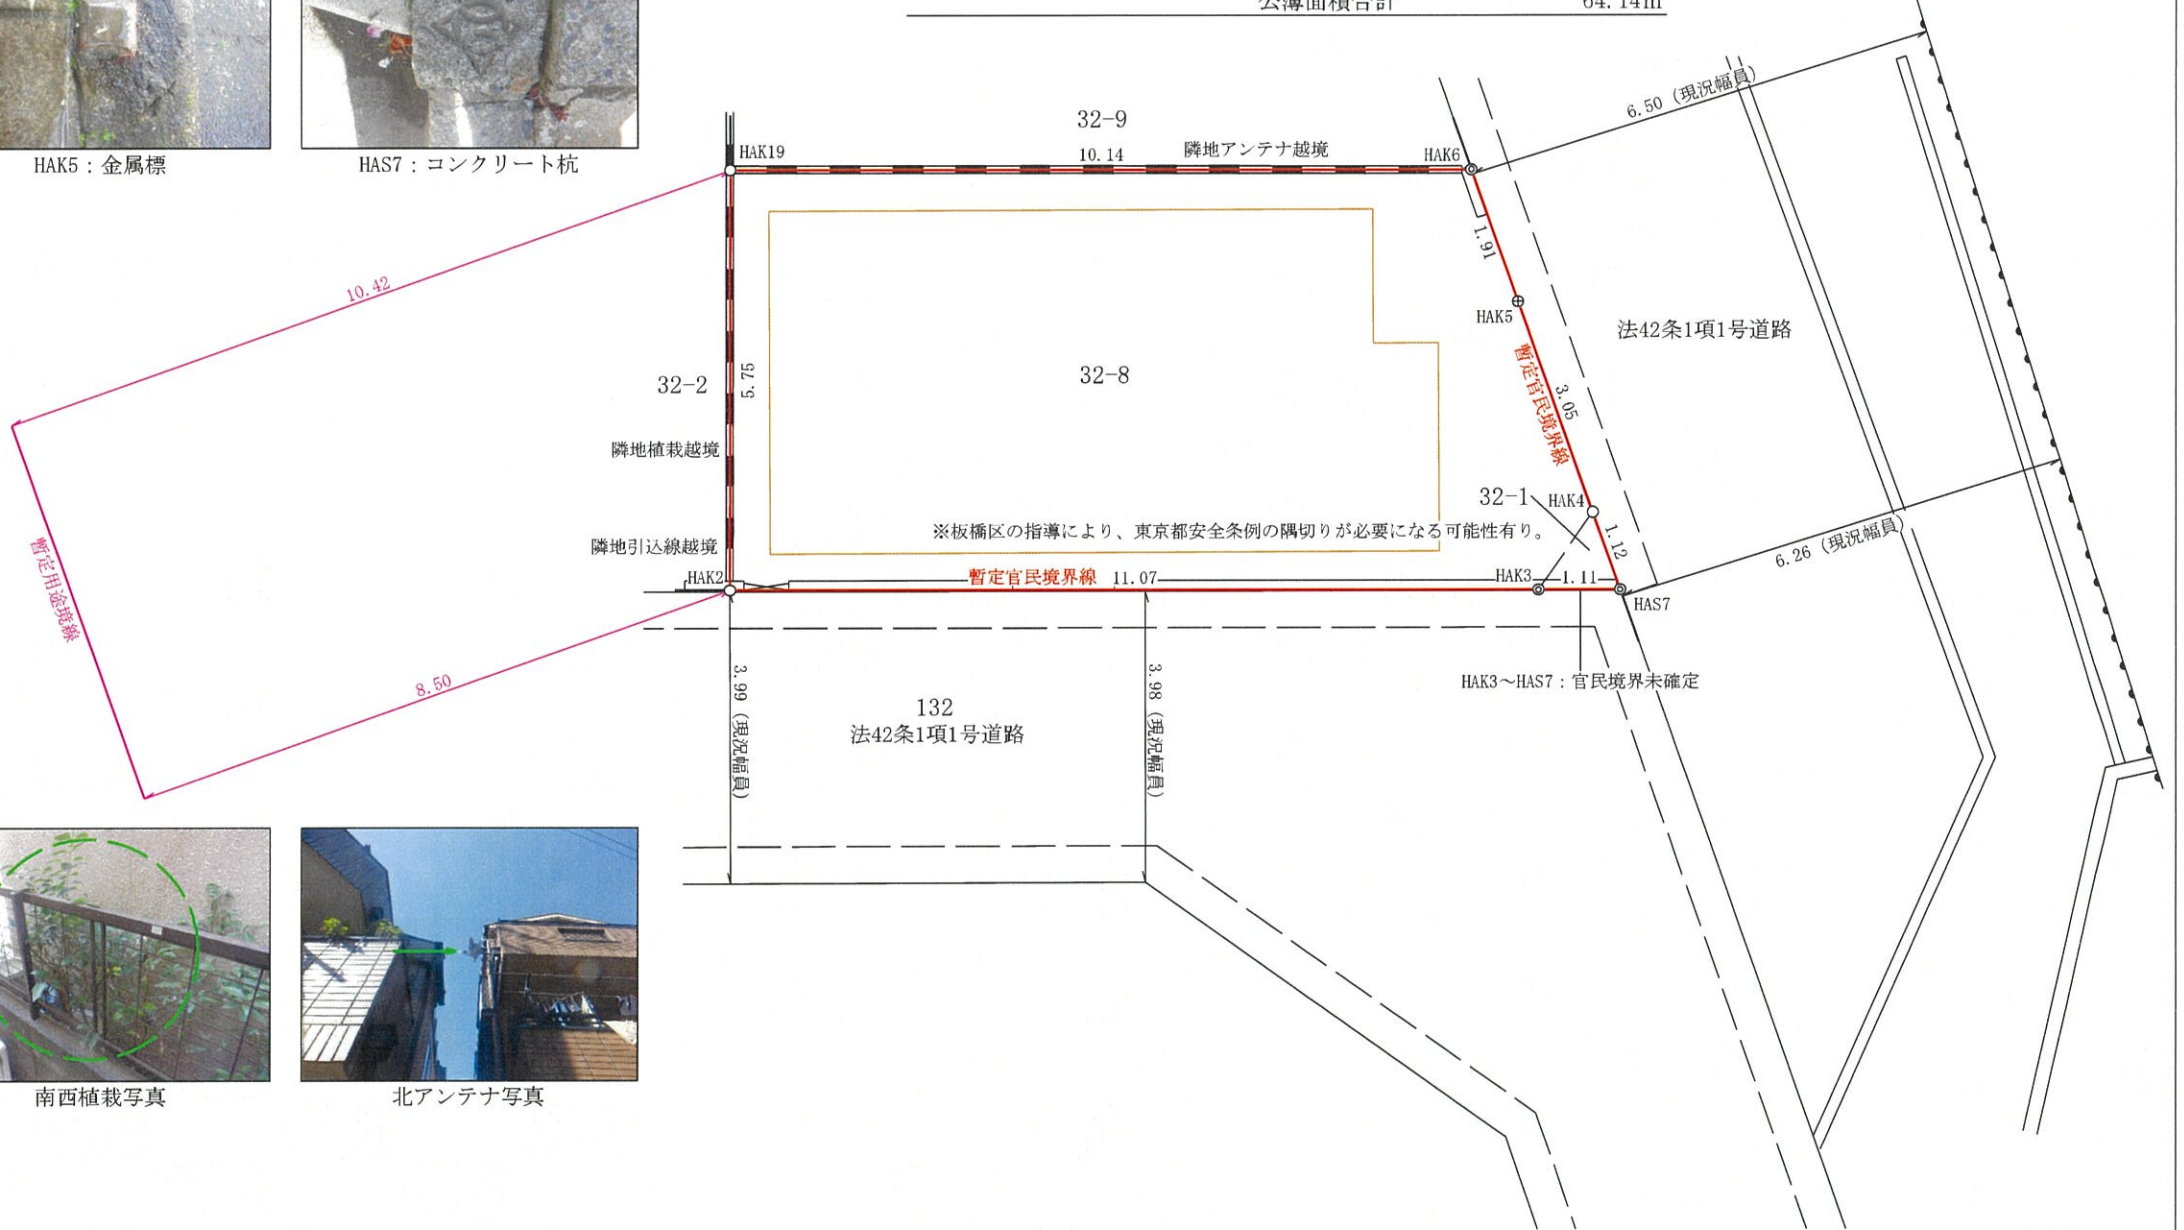 公簿面積合計 64.14㎡
HAK5：金属標
HAS7：コンクリート杭
32-9
HAK19
10.14
隣地アンテナ越境
HAK6
6.50（現況幅員）
1.91
10.42
HAK5
法42条1項1号道路
32-2
5.75
32-8
暫定官民境界線
3.05
隣地植栽越境
32-1
HAK4
※板橋区の指導により、東京都安全条例の隅切りが必要になる可能性有り。
1.12
6.26（現況幅員）
隣地引込線越境
暫定用途境線
HAK2
暫定官民境界線
11.07
HAK3
1.11
HAS7
8.50
3.99（現況幅員）
3.98（現況幅員）
HAK3～HAS7：官民境界未確定
132
法42条1項1号道路
南西植栽写真
北アンテナ写真